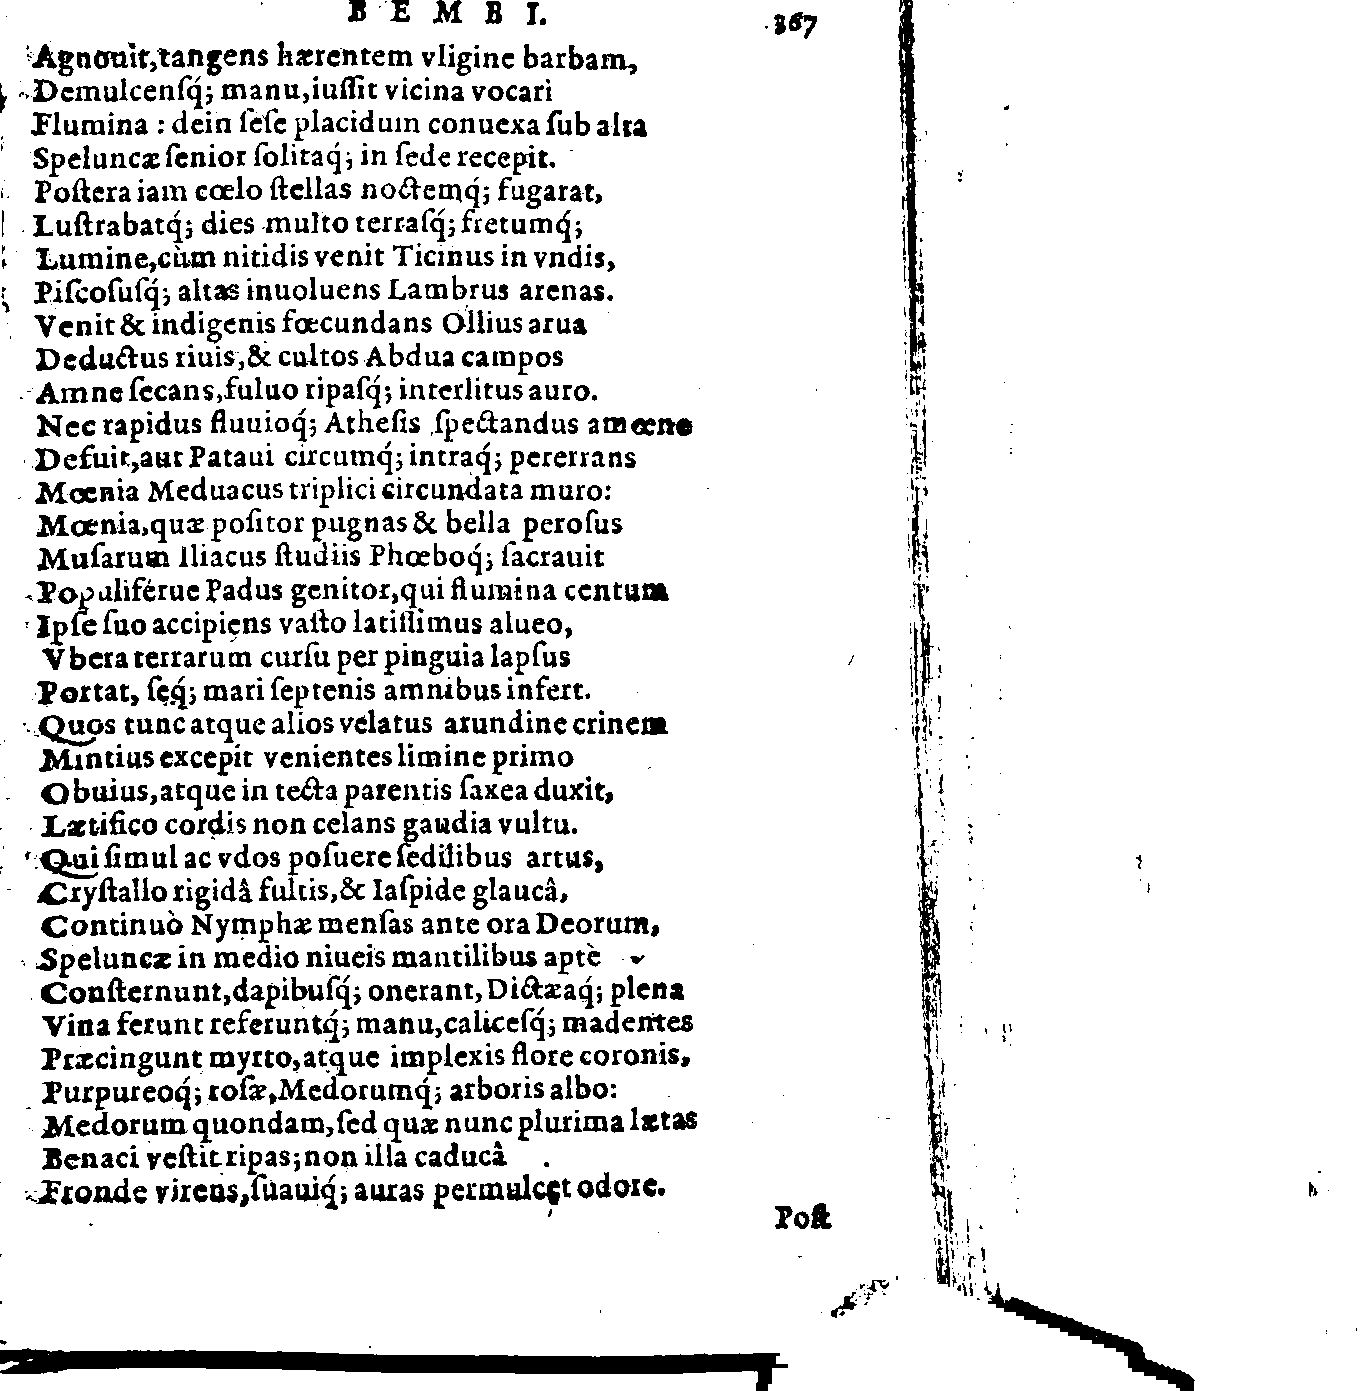 BEMBI. 367
Agnouit, tangens hærentem vligine barbam,
Demulcenſq́; manu, iuſſit vicina vocari
Flumina : dein ſeſe placidum conuexa ſub alta
Speluncæ ſenior ſolitaq́; in ſede recepit.
Poſtera iam cœlo ſtellas noctemq́; fugarat,
Luſtrabatq́; dies multo terraſq́; fretumq́;
Lumine, cùm nitidis venit Ticinus in vndis,
Piſcoſuſq́; altas inuoluens Lambrus arenas.
Venit & indigenis fœcundans Ollius arua
Deductus riuis, & cultos Abdua campos
Amne ſecans, fuluo ripaſq́; interlitus auro.
Nec rapidus fluuioq́; Atheſis ſpectandus amœno
Defuit, aut Pataui circumq́; intraq́; pererrans
Mœnia Meduacus triplici circundata muro:
Mœnia, quæ poſitor pugnas & bella peroſus
Muſarum Iliacus ſtudiis Phœboq́; ſacrauit
Populiférue Padus genitor, qui flumina centum
Ipſe ſuo accipiens vaſto latiſſimus alueo,
Vbera terrarum curſu per pinguia lapſus
Portat, ſeq́; mari ſeptenis amnibus infert.
Quos tunc atque alios velatus arundine crinem
Mintius excepit venientes limine primo
Obuius, atque in tecta parentis ſaxea duxit,
Lætifico cordis non celans gaudia vultu.
Qui ſimul ac vdos poſuere ſedilibus artus,
Cryſtallo rigidâ fultis, & Iaſpide glaucâ,
Continuò Nymphæ menſas ante ora Deorum,
Speluncæ in medio niueis mantilibus aptè
Conſternunt, dapibuſq́; onerant, Dictæaq́; plena
Vina ferunt referuntq́; manu, caliceſq́; madentes
Præcingunt myrto, atque implexis flore coronis,
Purpureoq́; roſæ, Medorumq́; arboris albo:
Medorum quondam, ſed quæ nunc plurima lætas
Benaci veſtit ripas; non illa caducâ
Fronde virens, ſuauiq́; auras permulcet odore.
Poſt